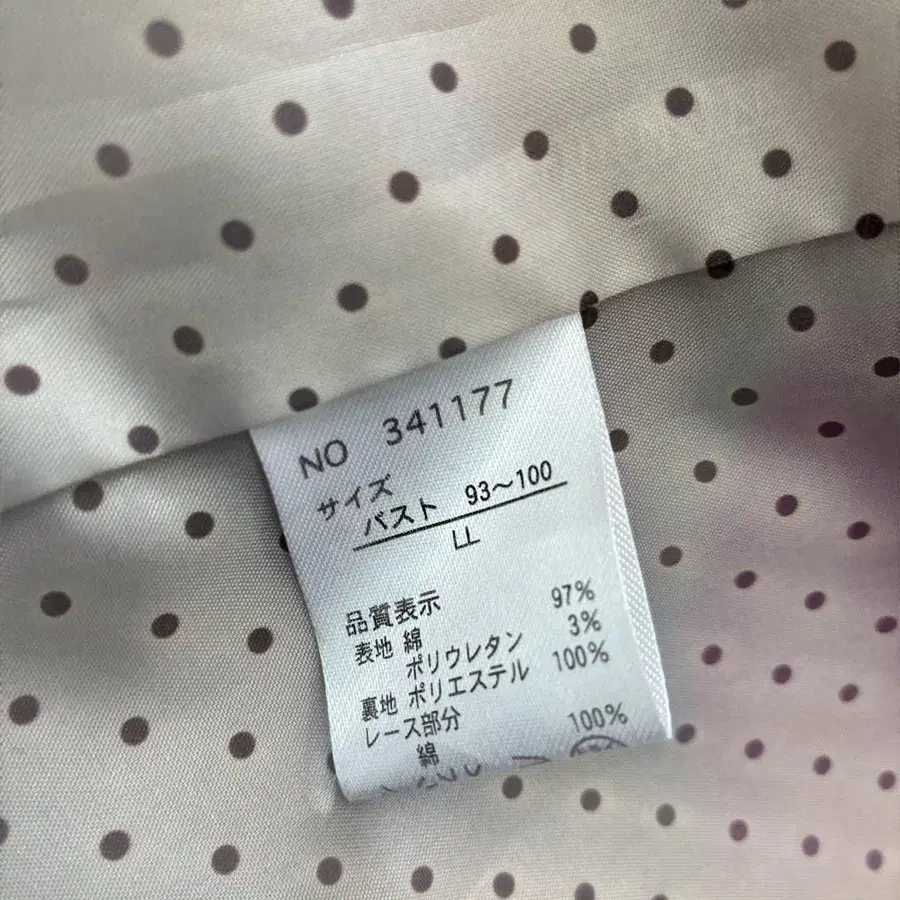 NO 341177
サイズ
バスト 93～100
LL
品質表示
表地 綿 97%
ポリウレタン 3%
裏地 ポリエステル 100%
レース部分
綿 100%